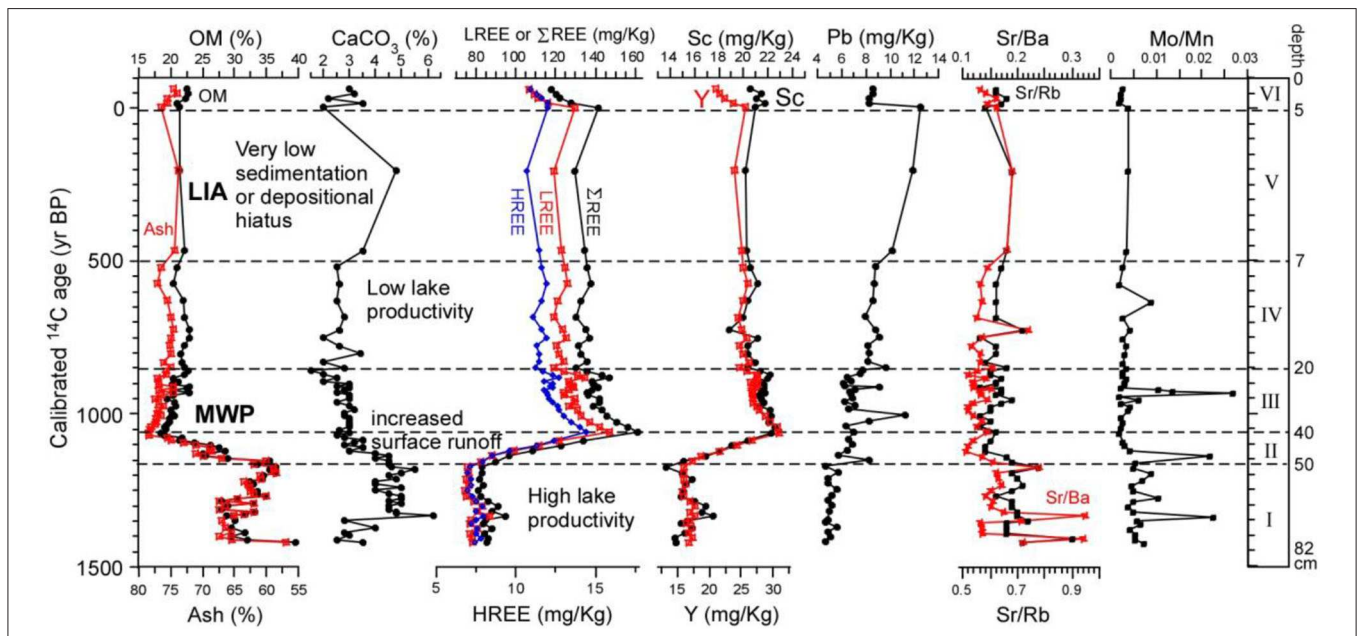 OM (%) CaCO3 (%) LREE or ΣREE (mg/Kg) Sc (mg/Kg) Pb (mg/Kg) Sr/Ba Mo/Mn depth
15 20 25 30 35 40 2 3 4 5 6 80 100 120 140 160 14 16 18 20 22 24 4 6 8 10 12 14 0.1 0.2 0.3 0 0.01 0.02 0.03 0
OM Y Sc Sr/Rb VI
0 5
Very low
sedimentation
or depositional
hiatus
LIA
V
Ash HREE LREE ΣREE
500 7
Low lake
productivity
IV
20
MWP
III
1000
increased
surface runoff
40
II
50
High lake
productivity
Sr/Ba
I
82
cm
1500
80 75 70 65 60 55 5 10 15 15 20 25 30 0.5 0.7 0.9
Ash (%) HREE (mg/Kg) Y (mg/Kg) Sr/Rb
Calibrated 14C age (yr BP)